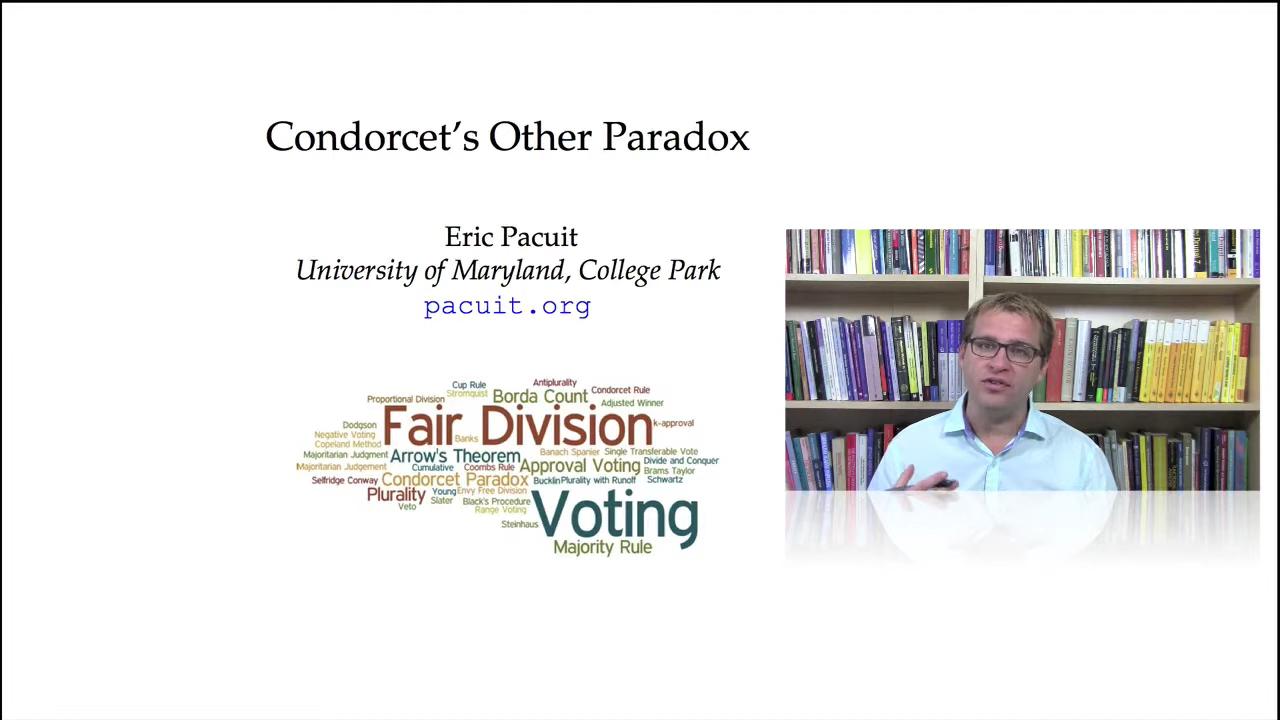 Condorcet's Other Paradox
Eric Pacuit
University of Maryland, College Park
pacuit.org
Cup Rule
Antiplurality
Stromquist
Condorcet Rule
Proportional Division
Borda Count
Adjusted Winner
Fair Division
Dodgson
k-approval
Negative Voting
Banks
Copeland Method
Majoritarian Judgment
Arrow's Theorem
Banach Spanier
Single Transferable Vote
Majoritarian Judgement
Cumulative
Coombs Rule
Approval Voting
Divide and Conquer
Brams Taylor
Selfridge Conway
Condorcet Paradox
Bucklin
Plurality with Runoff
Schwartz
Plurality
Young
Envy Free Division
Veto
Slater
Black's Procedure
Range Voting
Voting
Steinhaus
Majority Rule